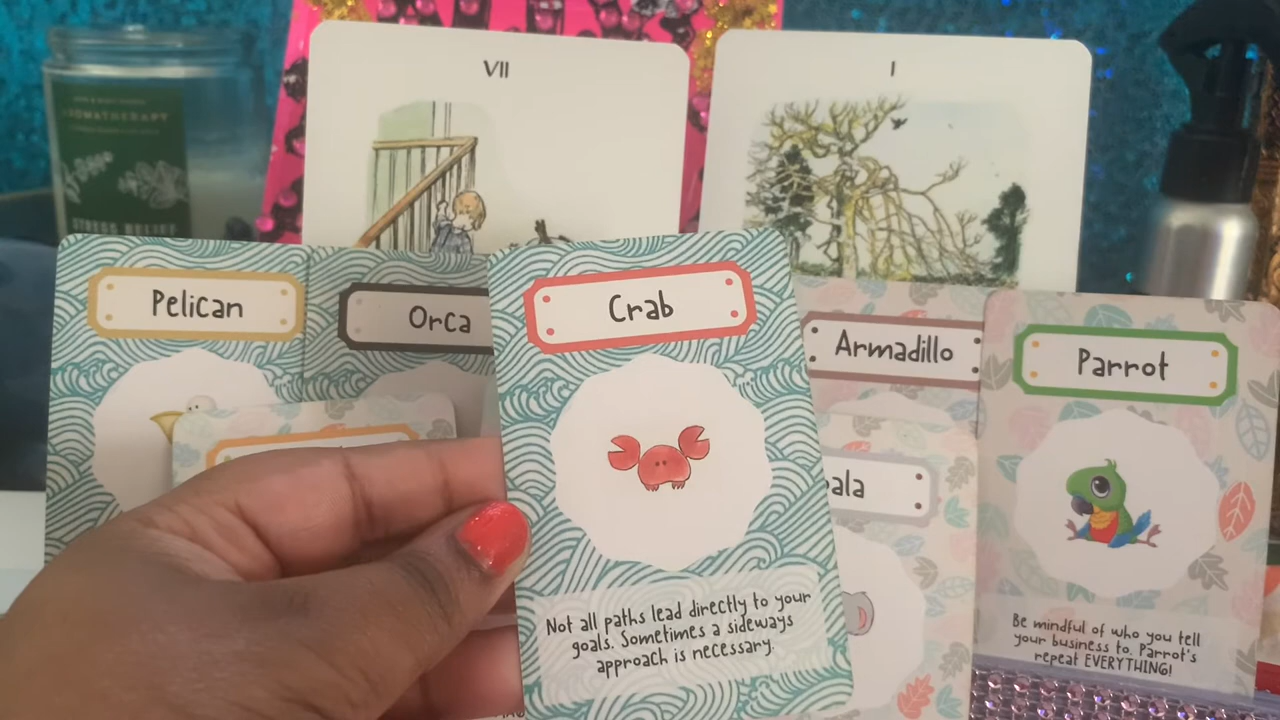 VII
I
AROMATHERAPY
STRESS RELIEF
Pelican
Orca
Crab
Armadillo
Parrot
ala
Not all paths lead directly to your
goals. Sometimes a sideways
approach is necessary.
Be mindful of who you tell
your business to. Parrot's
repeat EVERYTHING!